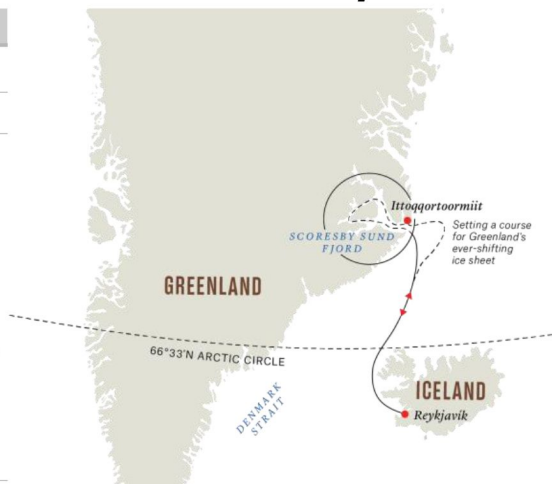 Ittoqqortoormiit
Setting a course
for Greenland's
ever-shifting
ice sheet
SCORESBY SUND
FJORD
GREENLAND
66°33'N ARCTIC CIRCLE
DENMARK
STRAIT
ICELAND
Reykjavík